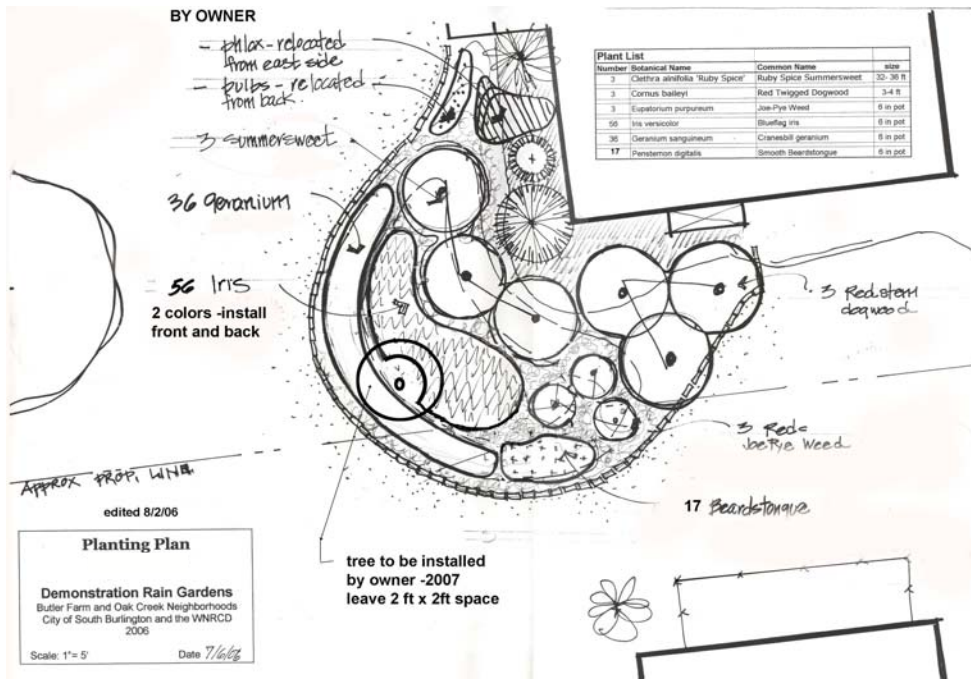 BY OWNER
- phlox - relocated
from east side
- bulbs - relocated
from back
3 summersweet
36 geranium
56 Iris
2 colors -install
front and back
Plant List
Number Botanical Name Common Name size
3 Clethra alnifolia 'Ruby Spice' Ruby Spice Summersweet 32- 36 ft
3 Cornus baileyi Red Twigged Dogwood 3-4 ft
3 Eupatorium purpureum Joe-Pye Weed 6 in pot
56 Iris versicolor Blueflag iris 6 in pot
36 Geranium sanguineum Cranesbill geranium 6 in pot
17 Penstemon digitalis Smooth Beardstongue 6 in pot
3 Redstem
dogwood
3 Red
JoePye Weed
17 Beardstongue
APPROX PROP. LINE
edited 8/2/06
Planting Plan
Demonstration Rain Gardens
Butler Farm and Oak Creek Neighborhoods
City of South Burlington and the WNRCD
2006
Scale: 1"= 5' Date 7/6/06
tree to be installed
by owner -2007
leave 2 ft x 2ft space